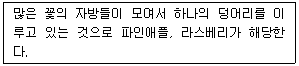 많은 꽃의 자방들이 모여서 하나의 덩어리를 이
루고 있는 것으로 파인애플, 라스베리가 해당한
다.